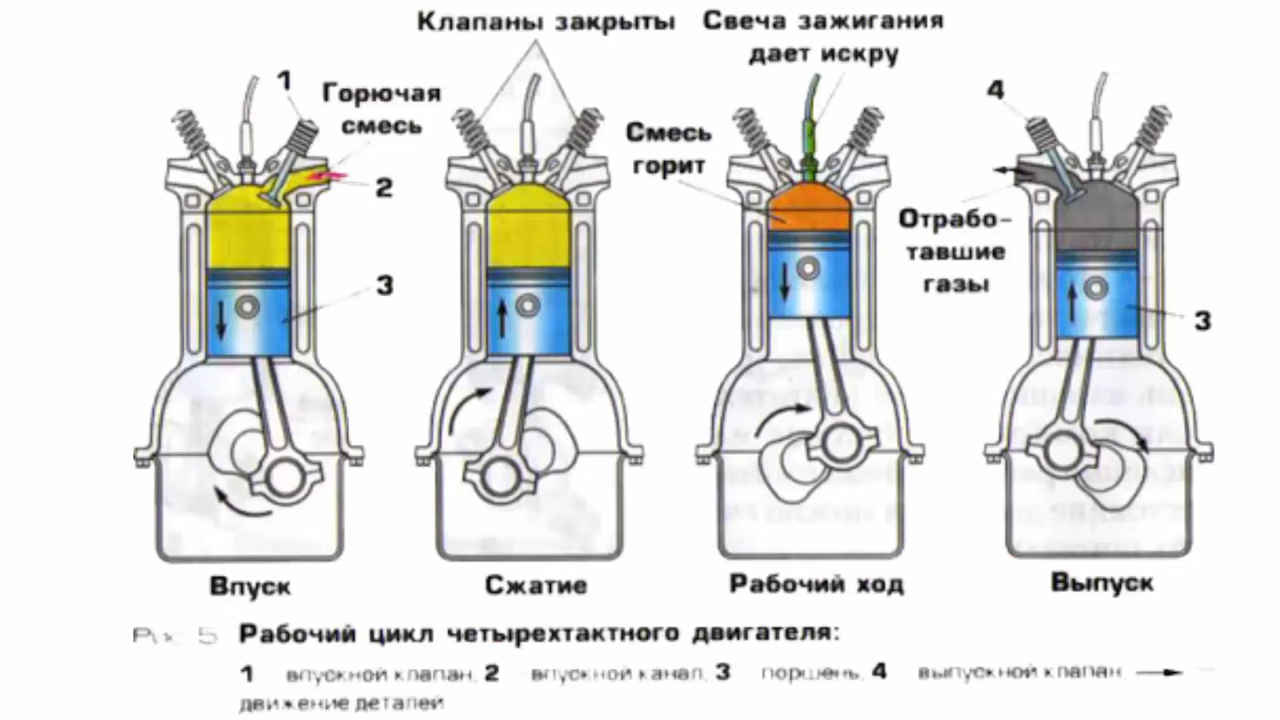 Клапаны закрыты
Свеча зажигания
дает искру
1
Горючая
смесь
2
3
Смесь
горит
4
Отрабо-
тавшие
газы
3
Впуск
Сжатие
Рабочий ход
Выпуск
Рис 5 Рабочий цикл четырехтактного двигателя:
1 впускной клапан, 2 впускной канал, 3 поршень, 4 выпускной клапан
движение деталей